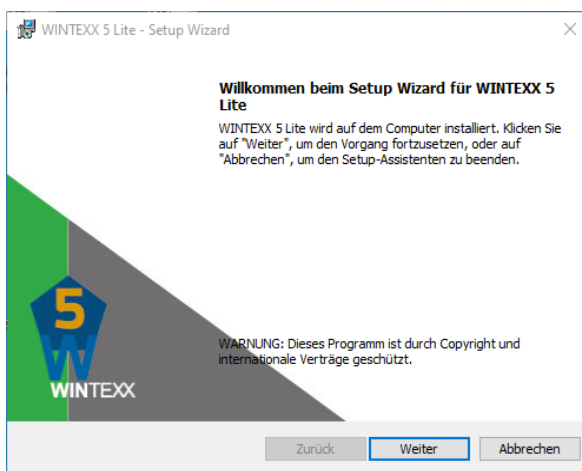 WINTEXX 5 Lite - Setup Wizard
Willkommen beim Setup Wizard für WINTEXX 5
Lite
WINTEXX 5 Lite wird auf dem Computer installiert. Klicken Sie
auf "Weiter", um den Vorgang fortzusetzen, oder auf
"Abbrechen", um den Setup-Assistenten zu beenden.
5
W
WINTEXX
WARNUNG: Dieses Programm ist durch Copyright und
internationale Verträge geschützt.
Zurück Weiter Abbrechen